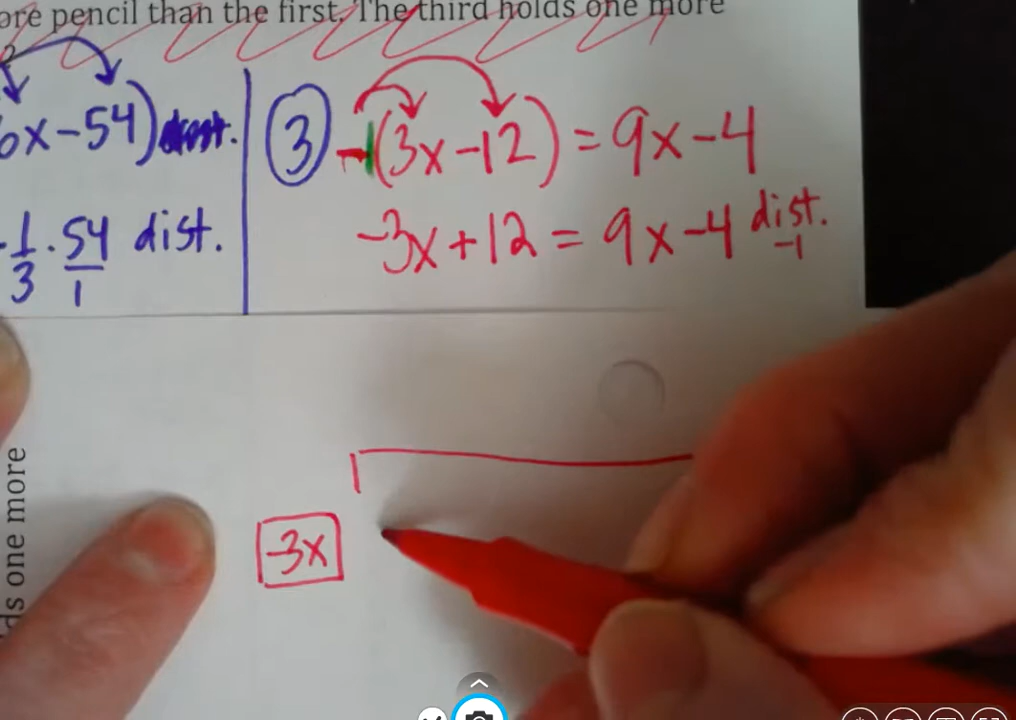 ore pencil than the first. The third holds one more
6x-54) dist.
-1/3 · 54/1 dist.
3 -1(3x-12) = 9x-4
-3x+12 = 9x-4 dist. -1
-3x
ds one more